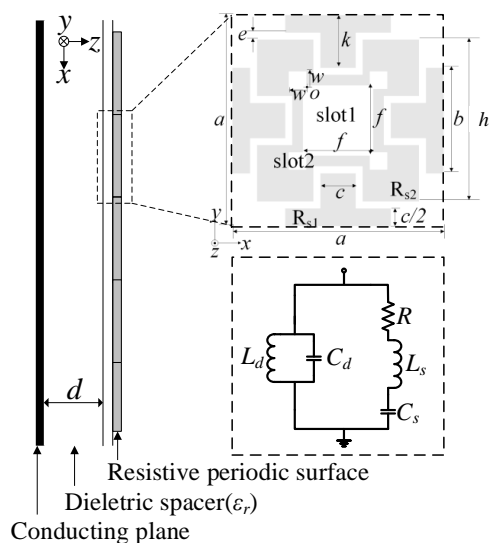 y
z
x
d
e
k
w
w o
slot1
a
f
f
b
h
slot2
c
R_s2
y
R_s1
c/2
z
x
a
R
L_d
C_d
L_s
C_s
Resistive periodic surface
Dieletric spacer(ε_r)
Conducting plane